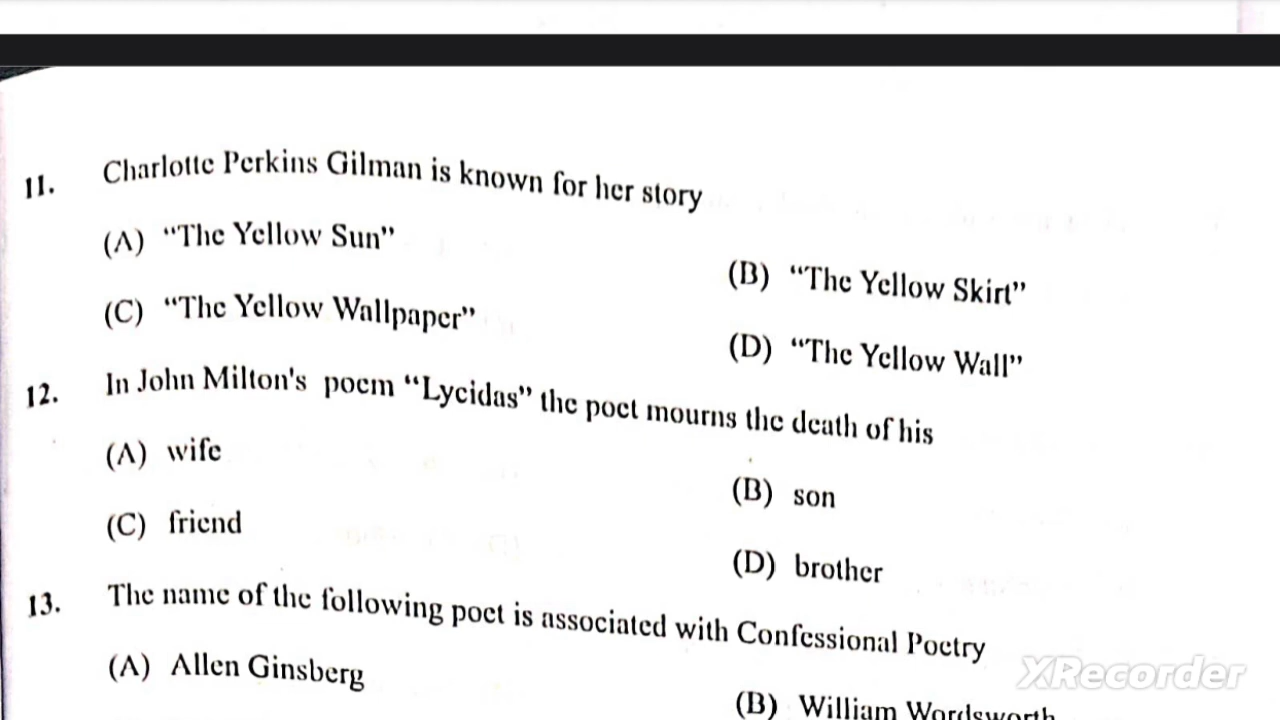 11. Charlotte Perkins Gilman is known for her story
(A) “The Yellow Sun”
(B) “The Yellow Skirt”
(C) “The Yellow Wallpaper”
(D) “The Yellow Wall”
12. In John Milton's poem “Lycidas” the poet mourns the death of his
(A) wife
(B) son
(C) friend
(D) brother
13. The name of the following poet is associated with Confessional Poetry
(A) Allen Ginsberg
(B) William Wordsworth
XRecorder